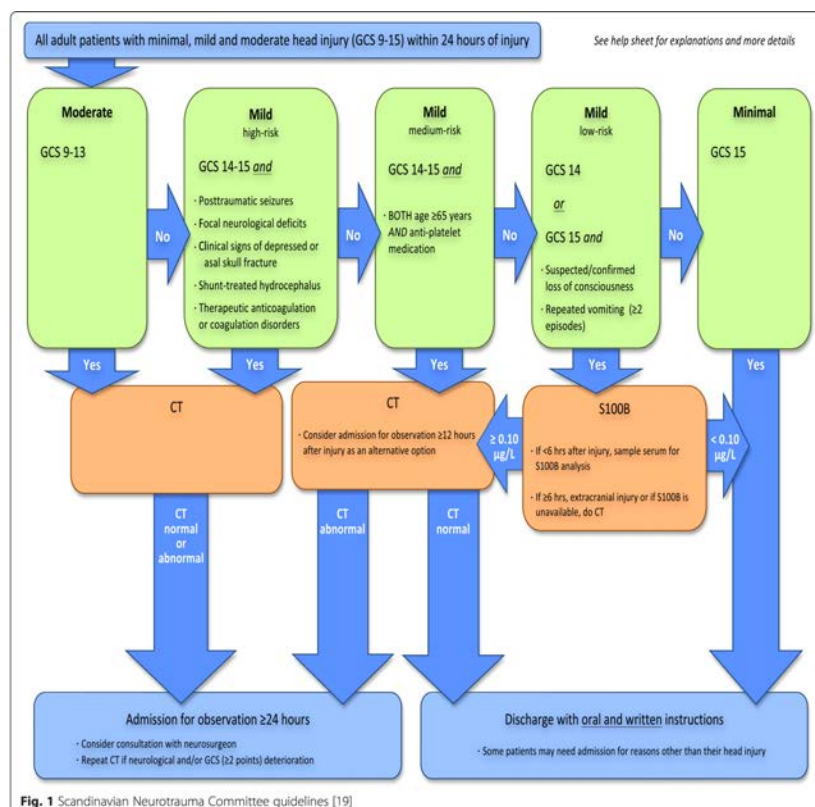 All adult patients with minimal, mild and moderate head injury (GCS 9-15) within 24 hours of injury
See help sheet for explanations and more details
Moderate
GCS 9-13
Mild
high-risk
GCS 14-15 and
· Posttraumatic seizures
· Focal neurological deficits
· Clinical signs of depressed or
asal skull fracture
· Shunt-treated hydrocephalus
· Therapeutic anticoagulation
or coagulation disorders
Mild
medium-risk
GCS 14-15 and
· BOTH age ≥65 years
AND anti-platelet
medication
Mild
low-risk
GCS 14
or
GCS 15 and
· Suspected/confirmed
loss of consciousness
· Repeated vomiting (≥2
episodes)
Minimal
GCS 15
No
No
No
No
Yes
Yes
Yes
Yes
Yes
CT
CT
· Consider admission for observation ≥12 hours
after injury as an alternative option
≥ 0.10
µg/L
S100B
· If <6 hrs after injury, sample serum for
S100B analysis
· If ≥6 hrs, extracranial injury or if S100B is
unavailable, do CT
< 0.10
µg/L
CT
normal
or
abnormal
CT
abnormal
CT
normal
Admission for observation ≥24 hours
· Consider consultation with neurosurgeon
· Repeat CT if neurological and/or GCS (≥2 points) deterioration
Discharge with oral and written instructions
· Some patients may need admission for reasons other than their head injury
Fig. 1 Scandinavian Neurotrauma Committee guidelines [19]